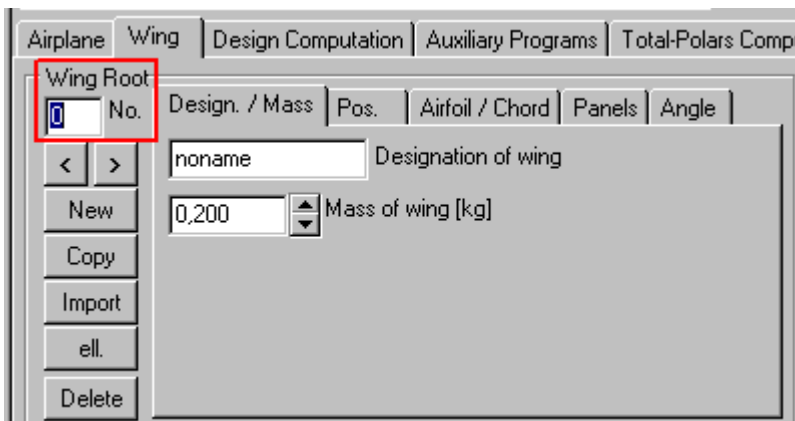 Airplane Wing Design Computation Auxiliary Programs Total-Polars Comp
Wing Root
0 No. Design. / Mass Pos. Airfoil / Chord Panels Angle
< > noname Designation of wing
New 0,200 Mass of wing [kg]
Copy
Import
ell.
Delete